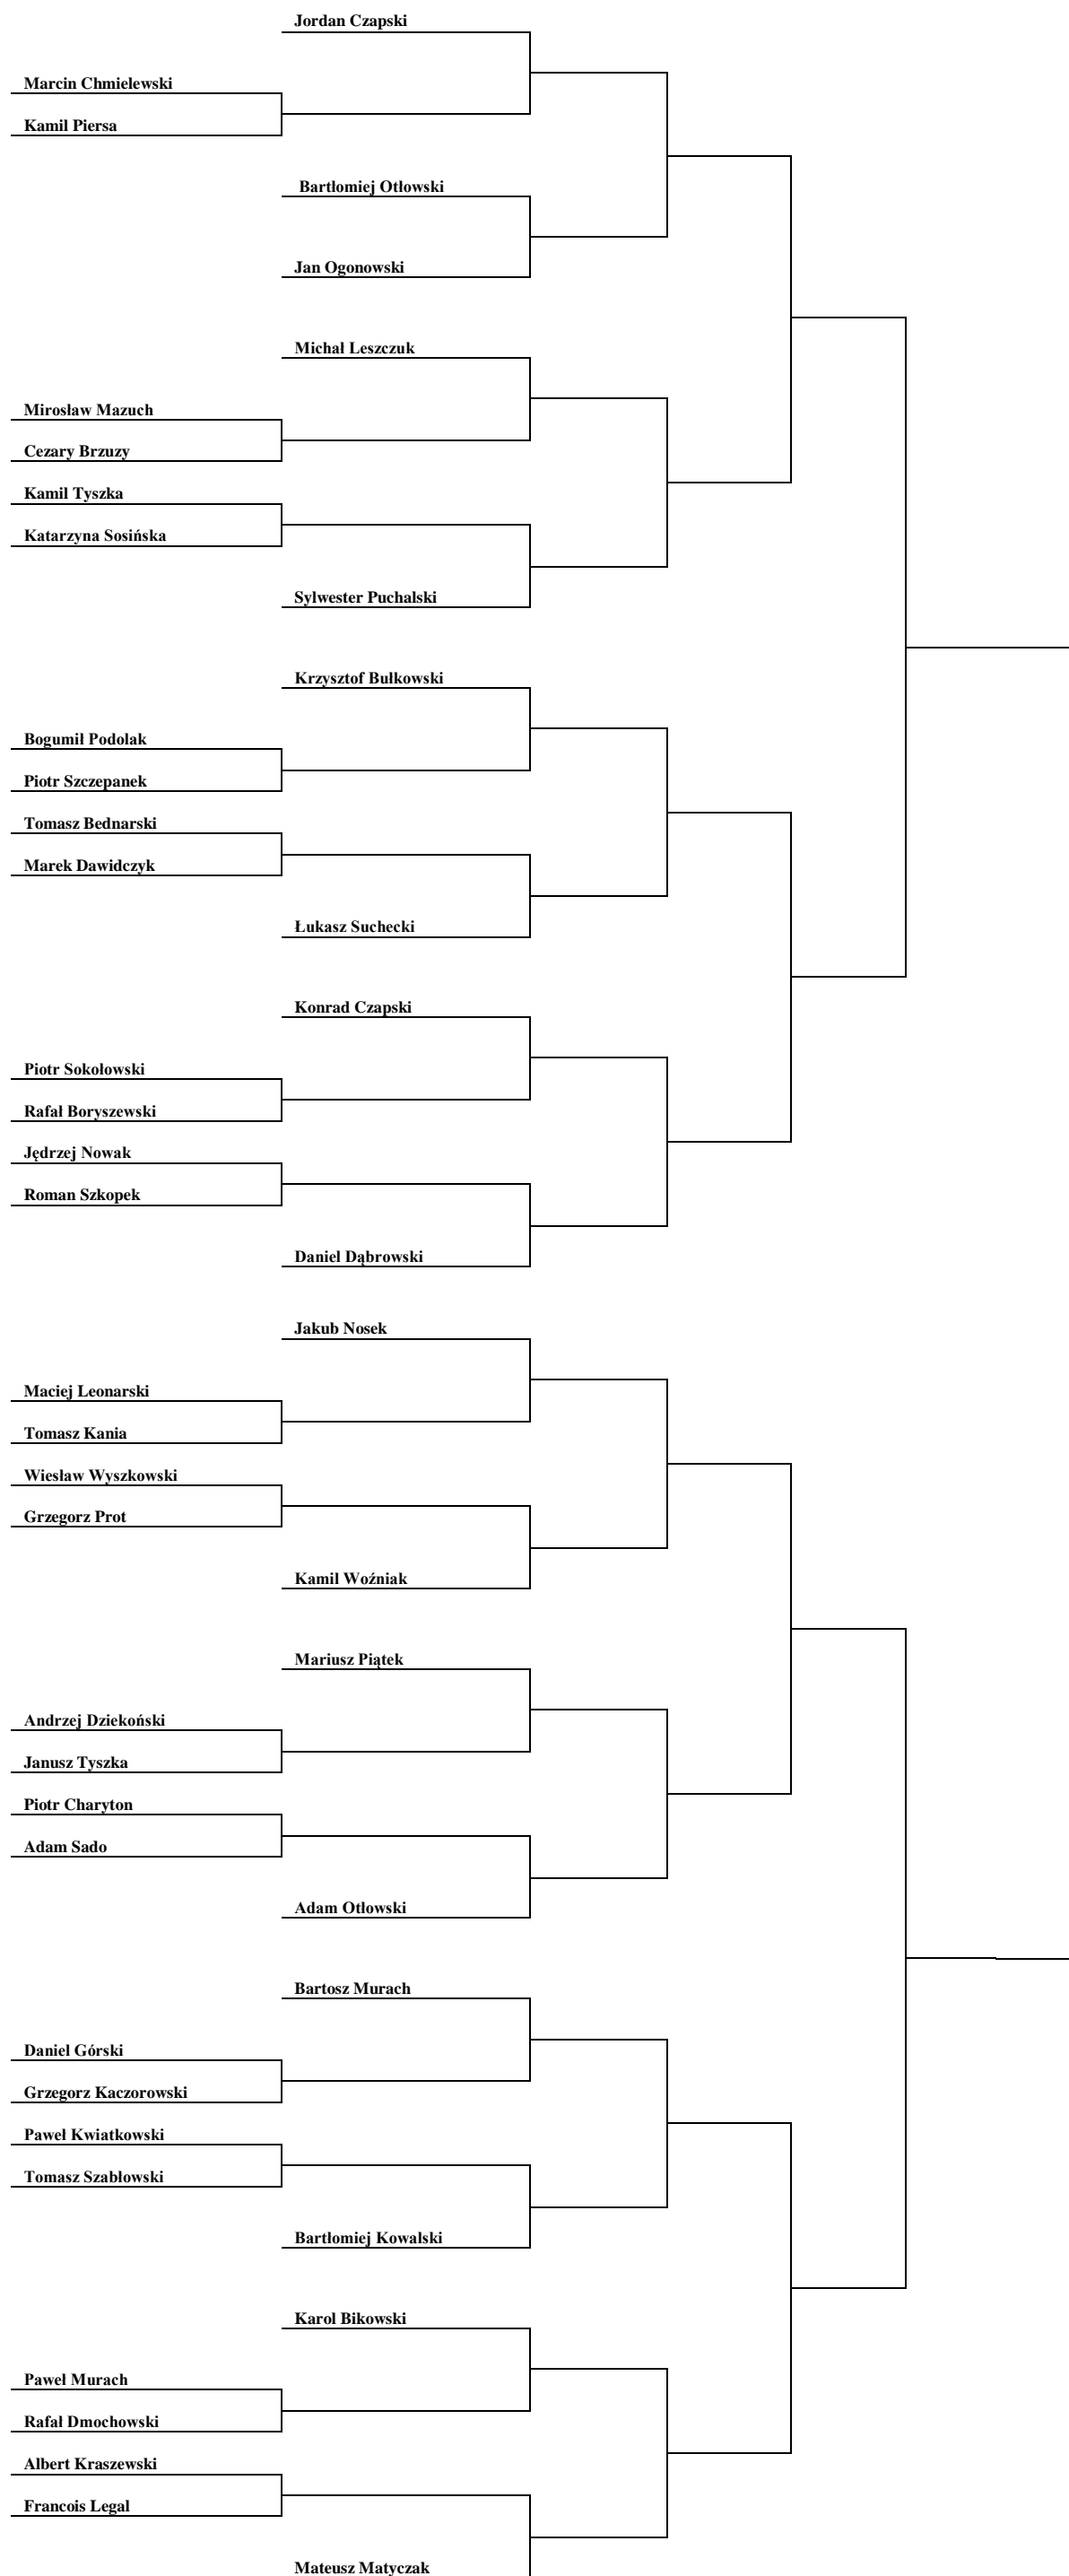 Jordan Czapski
Marcin Chmielewski
Kamil Piersa
Bartłomiej Otłowski
Jan Ogonowski
Michał Leszczuk
Mirosław Mazuch
Cezary Brzuzy
Kamil Tyszka
Katarzyna Sosińska
Sylwester Puchalski
Krzysztof Bułkowski
Bogumił Podolak
Piotr Szczepanek
Tomasz Bednarski
Marek Dawidczyk
Łukasz Suchecki
Konrad Czapski
Piotr Sokołowski
Rafał Boryszewski
Jędrzej Nowak
Roman Szkopek
Daniel Dąbrowski
Jakub Nosek
Maciej Leonarski
Tomasz Kania
Wiesław Wyszkowski
Grzegorz Prot
Kamil Woźniak
Mariusz Piątek
Andrzej Dziekoński
Janusz Tyszka
Piotr Charyton
Adam Sado
Adam Otłowski
Bartosz Murach
Daniel Górski
Grzegorz Kaczorowski
Paweł Kwiatkowski
Tomasz Szabłowski
Bartłomiej Kowalski
Karol Bikowski
Paweł Murach
Rafał Dmochowski
Albert Kraszewski
Francois Legal
Mateusz Matyczak